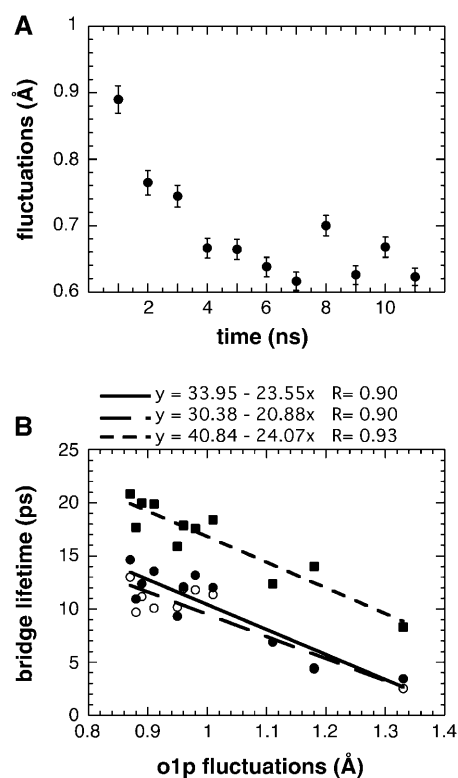 A
1
0.9
0.8
0.7
0.6
fluctuations (Å)
2 4 6 8 10
time (ns)
y = 33.95 - 23.55x R= 0.90
y = 30.38 - 20.88x R= 0.90
y = 40.84 - 24.07x R= 0.93
B
25
20
15
10
5
0
bridge lifetime (ps)
0.8 0.9 1 1.1 1.2 1.3 1.4
o1p fluctuations (Å)